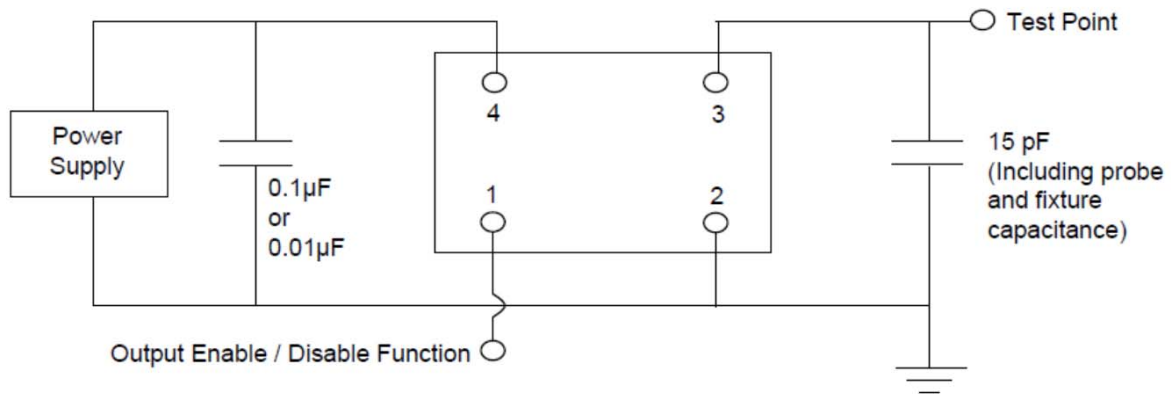 Test Point
4
3
Power
Supply
15 pF
(Including probe
and fixture
capacitance)
0.1µF
or
0.01µF
1
2
Output Enable / Disable Function